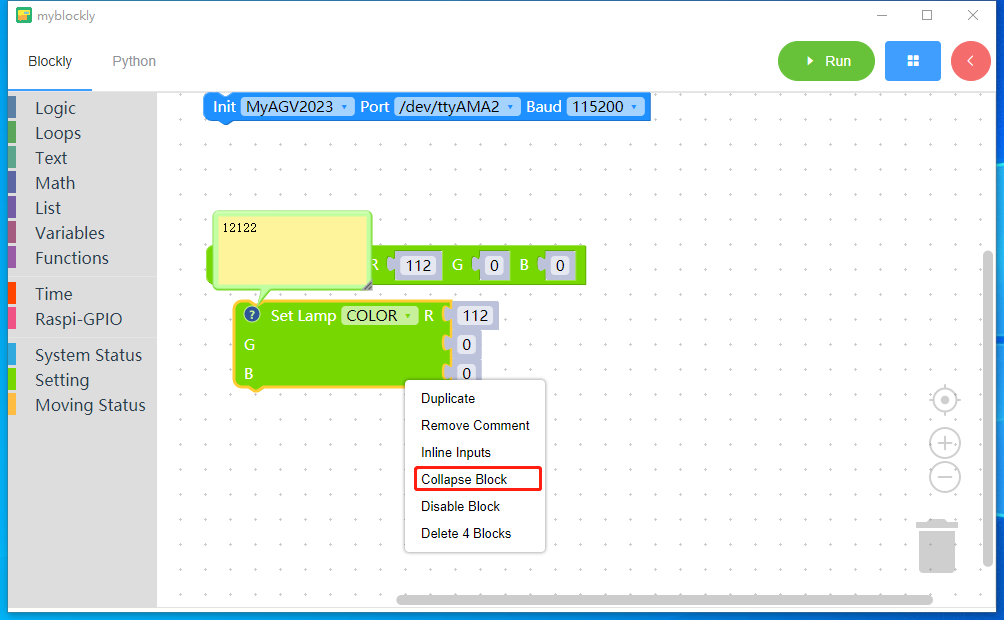 myblockly
Blockly
Python
Run
Logic
Loops
Text
Math
List
Variables
Functions
Time
Raspi-GPIO
System Status
Setting
Moving Status
Init MyAGV2023 Port /dev/ttyAMA2 Baud 115200
12122
R 112 G 0 B 0
? Set Lamp COLOR R 112
G 0
B 0
Duplicate
Remove Comment
Inline Inputs
Collapse Block
Disable Block
Delete 4 Blocks